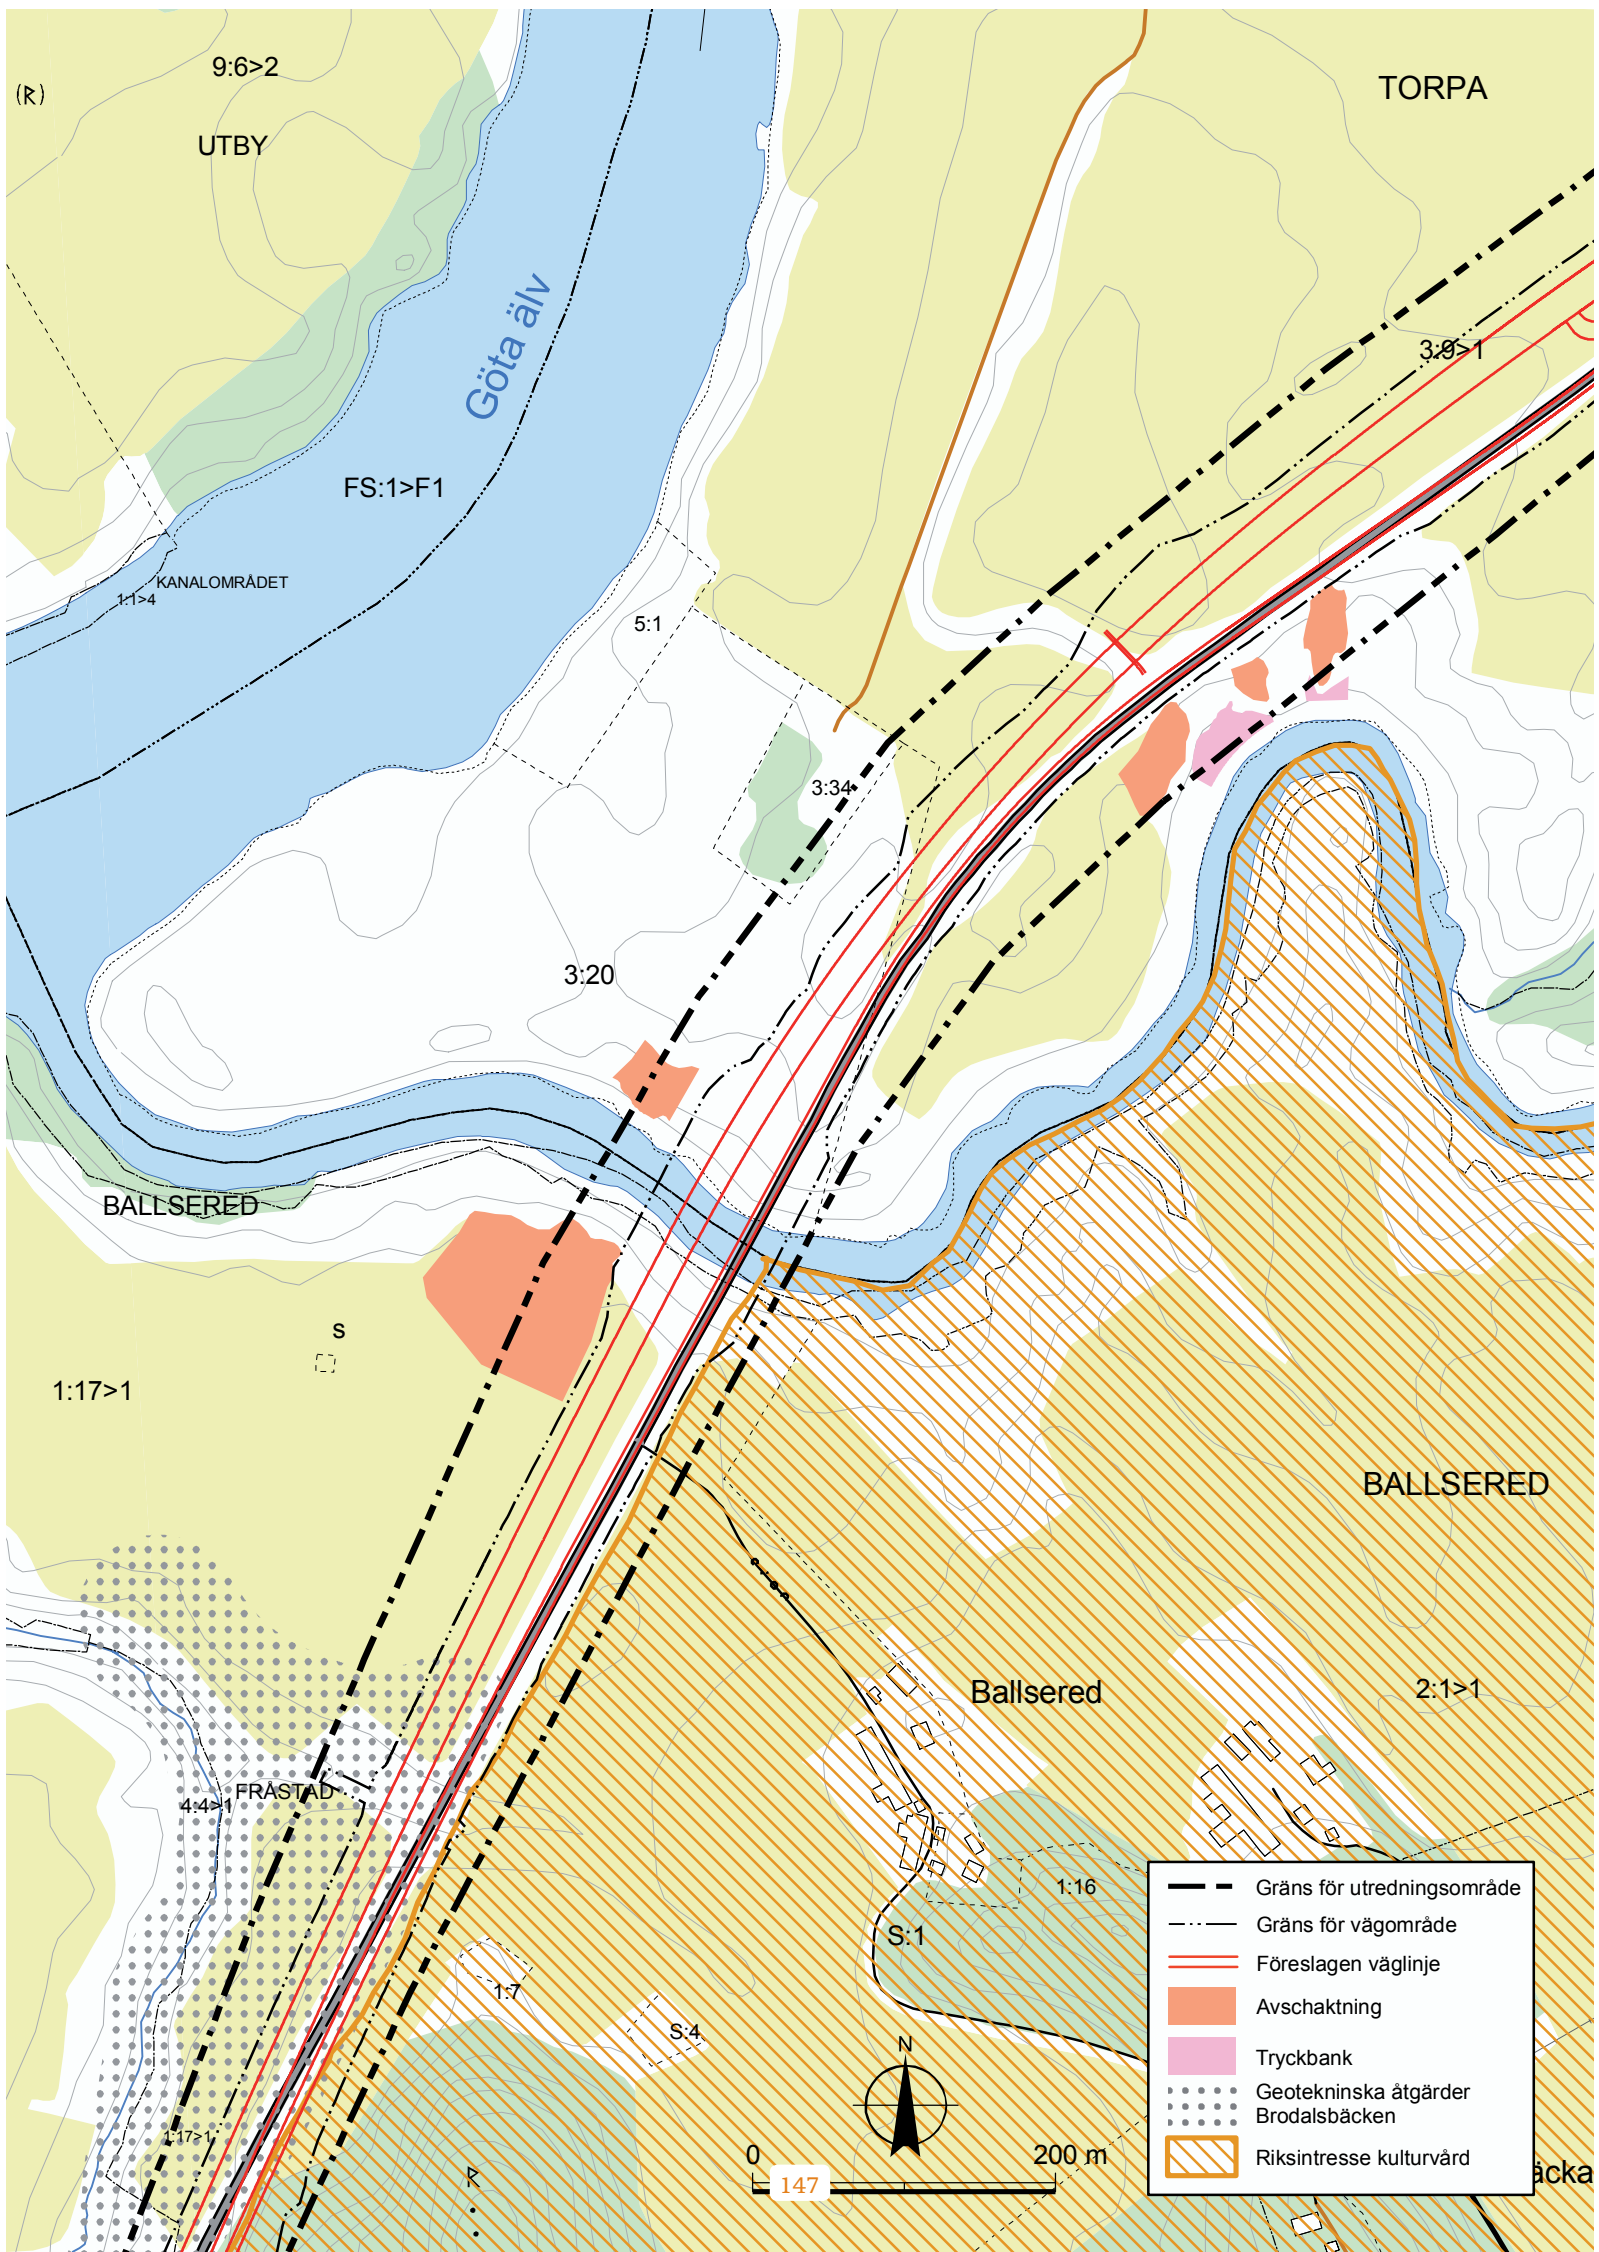 9:6>2
TORPA
(R)
UTBY
Göta älv
3:9>1
FS:1>F1
KANALOMRÅDET
1:1>4
5:1
3:34
3:20
BALLSERED
s
1:17>1
BALLSERED
Ballsered
2:1>1
FRÅSTAD
4:4>1
1:16
S:1
1:7
S:4
N
1:17>1
0
200 m
147
R
Gräns för utredningsområde
Gräns för vägområde
Föreslagen väglinje
Avschaktning
Tryckbank
Geotekninska åtgärder
Brodalsbäcken
Riksintresse kulturvård
äcka